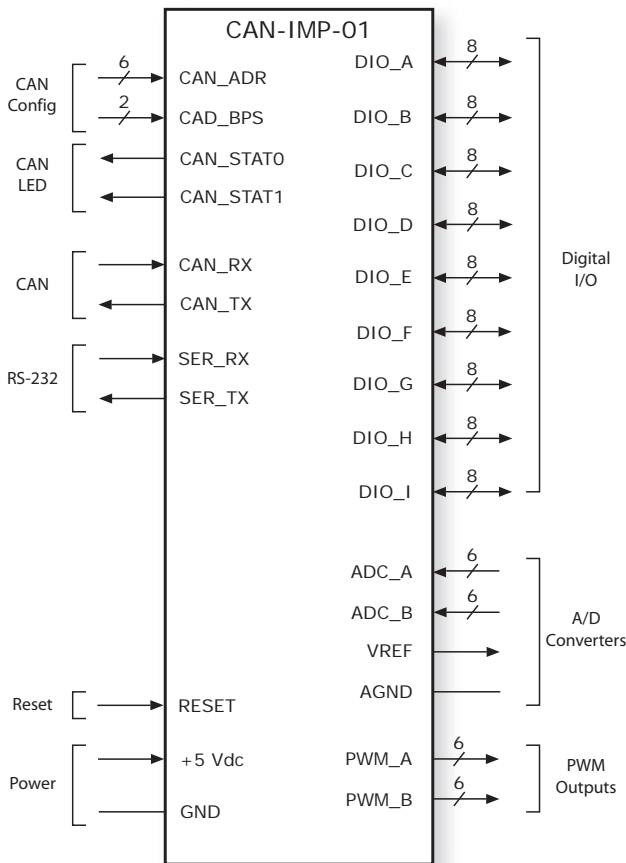 CAN-IMP-01
CAN
Config
6
CAN_ADR
2
CAD_BPS
CAN
LED
CAN_STAT0
CAN_STAT1
CAN
CAN_RX
CAN_TX
RS-232
SER_RX
SER_TX
Reset
RESET
Power
+5 Vdc
GND
DIO_A
8
DIO_B
8
DIO_C
8
DIO_D
8
DIO_E
8
DIO_F
8
DIO_G
8
DIO_H
8
DIO_I
8
Digital
I/O
ADC_A
6
ADC_B
6
VREF
AGND
A/D
Converters
PWM_A
6
PWM_B
6
PWM
Outputs